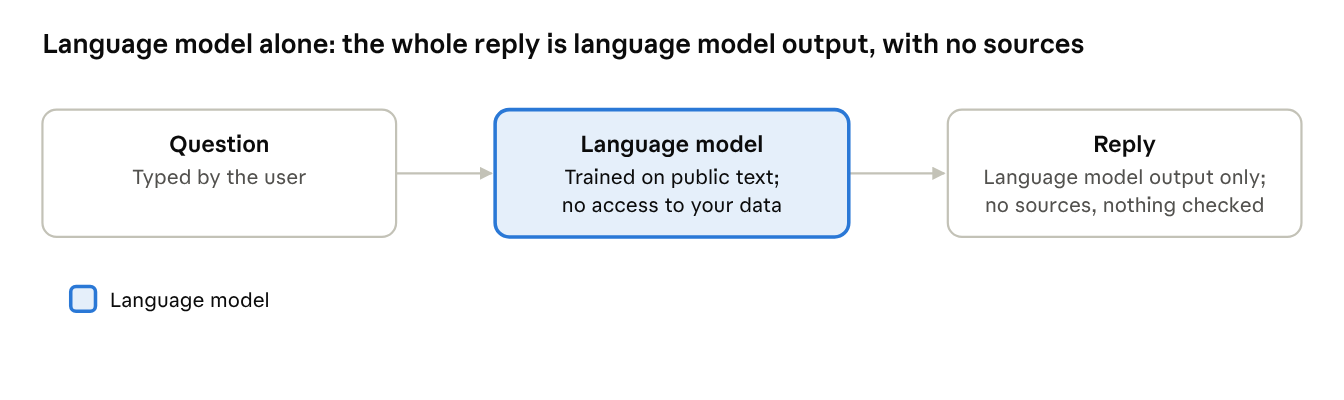 Language model alone: the whole reply is language model output, with no sources
Question
Typed by the user
Language model
Trained on public text;
no access to your data
Reply
Language model output only;
no sources, nothing checked
Language model